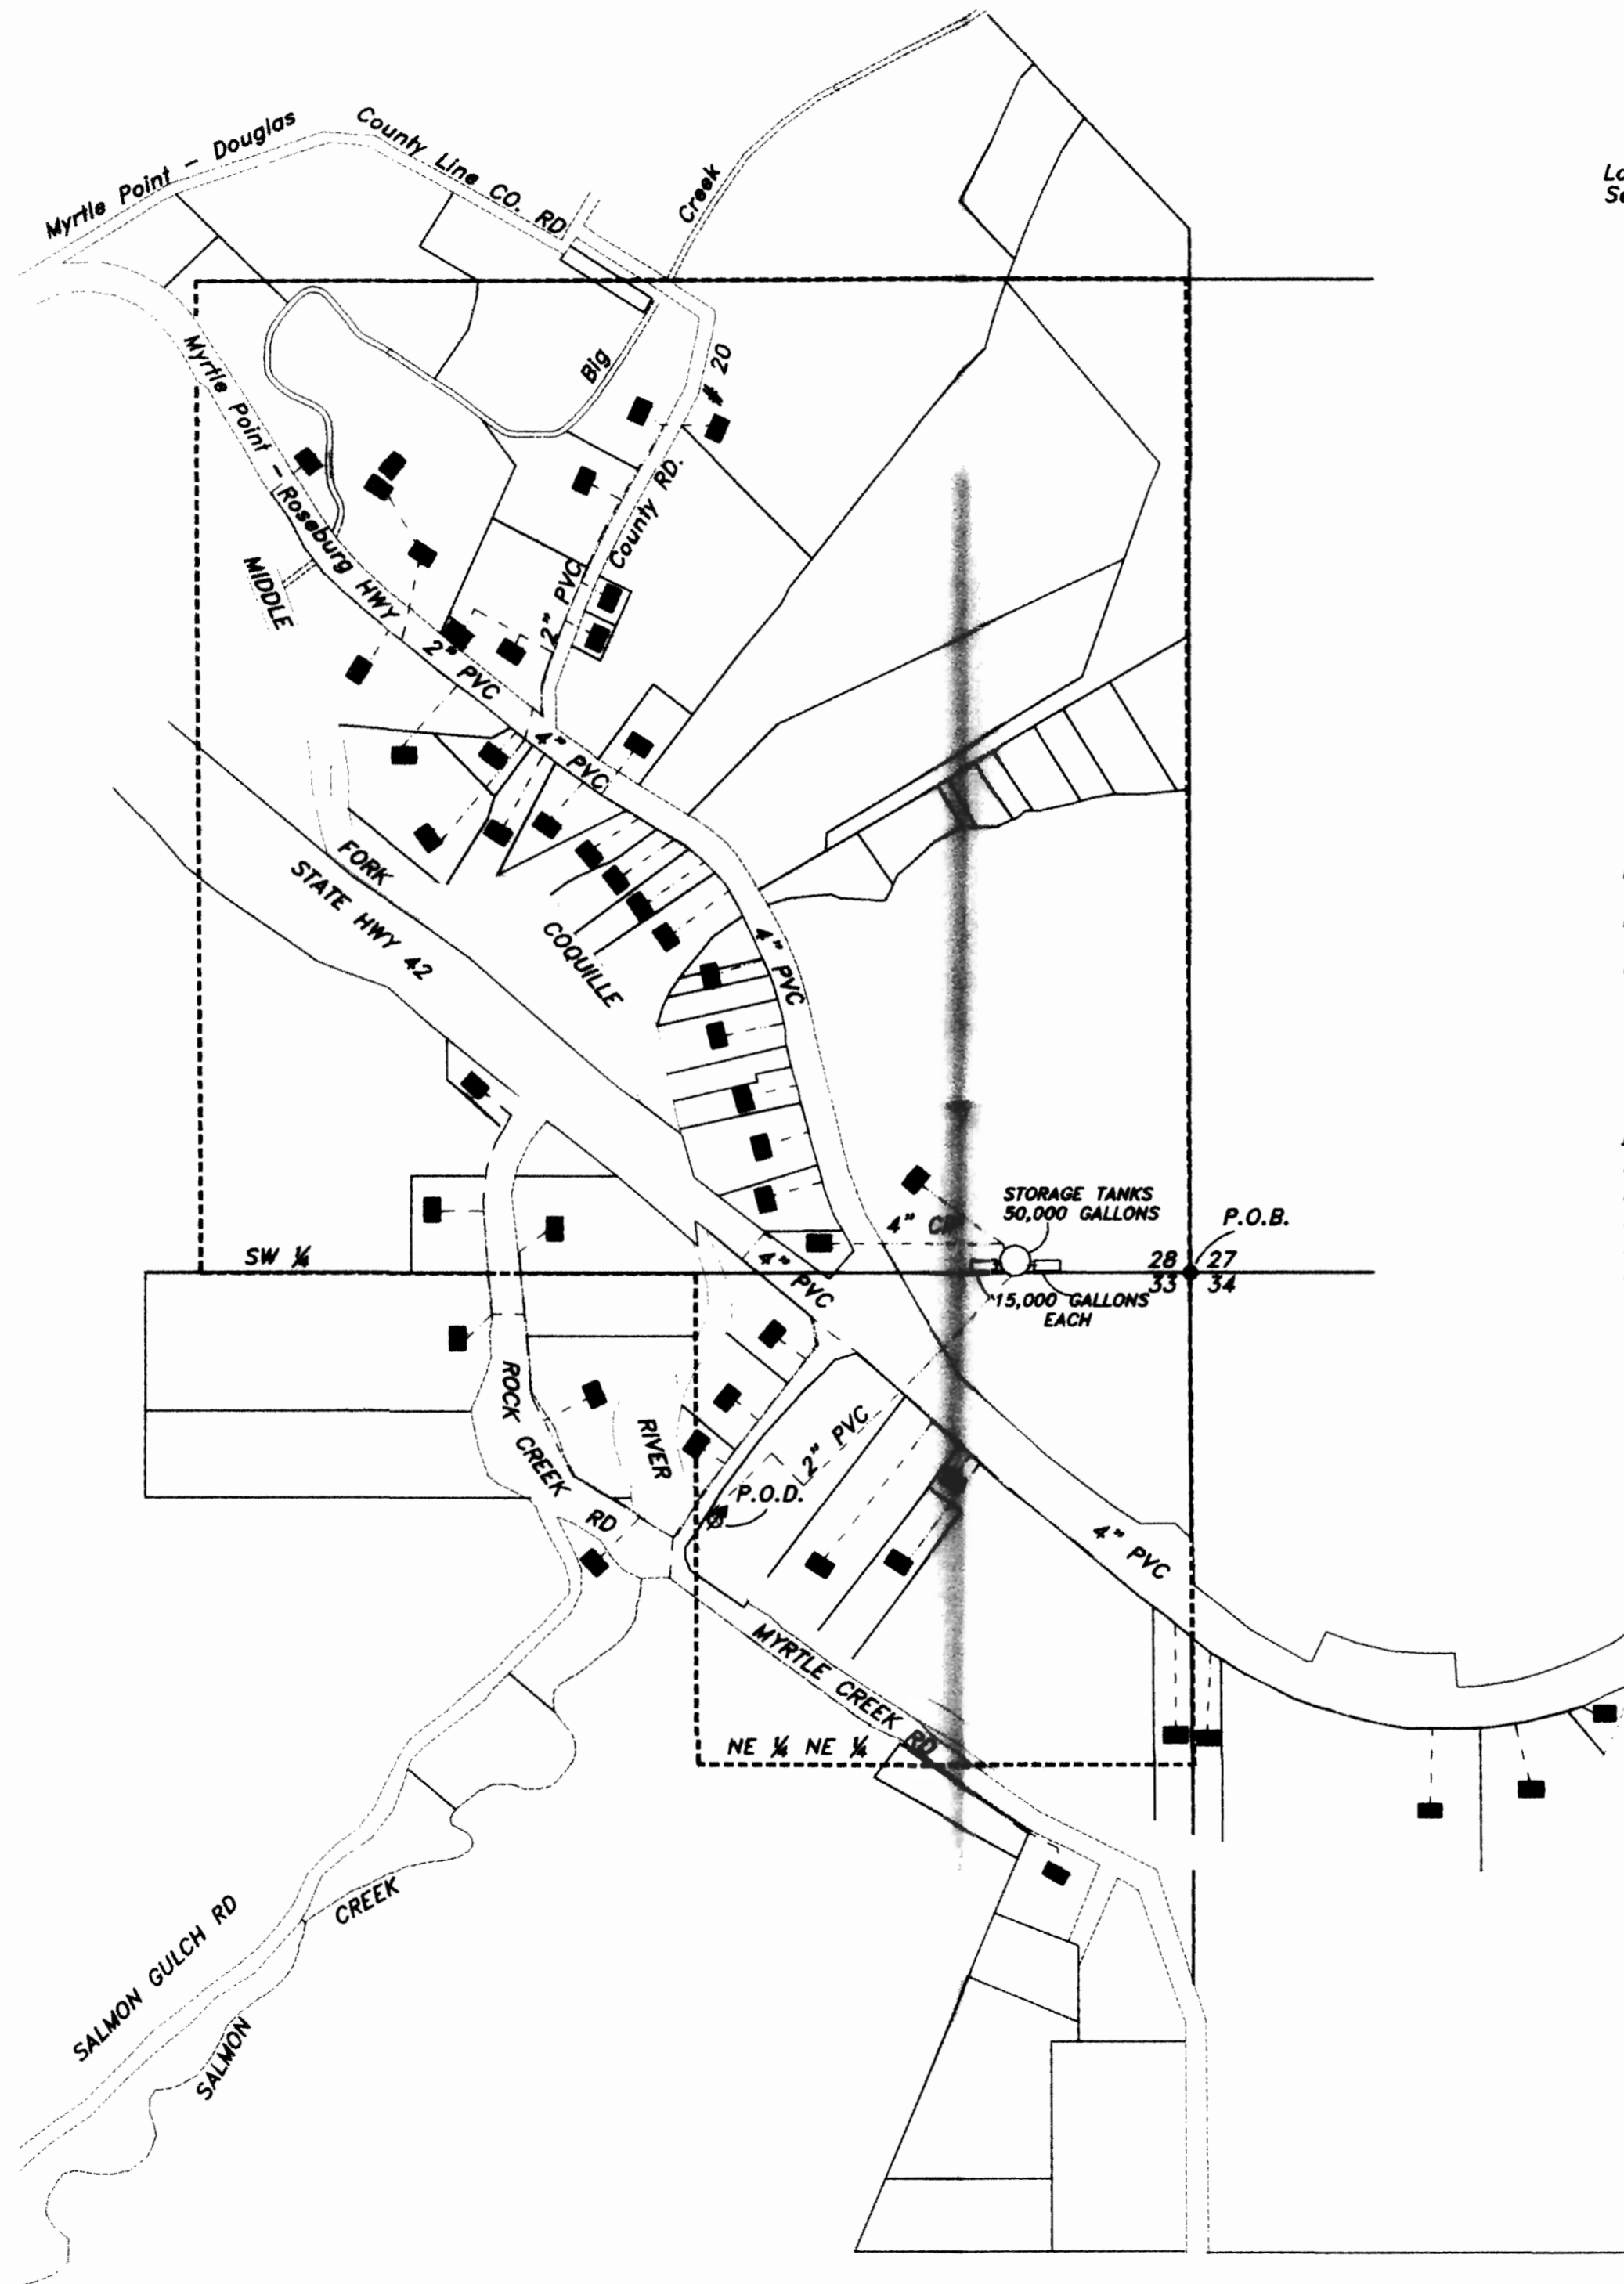 Myrtle Point - Douglas
County Line CO. RD
Creek
Big
# 20
County RD.
Myrtle Point - Roseburg HWY
MIDDLE
2" PVC
2" PVC
4" PVC
FORK
STATE HWY 42
COQUILLE
4" PVC
STORAGE TANKS
50,000 GALLONS
P.O.B.
4"
28 27
33 34
SW ¼
4" PVC
15,000 GALLONS
EACH
ROCK CREEK RD
RIVER
2" PVC
P.O.D.
4" PVC
MYRTLE CREEK RD
NE ¼ NE ¼
SALMON GULCH RD
CREEK
SALMON